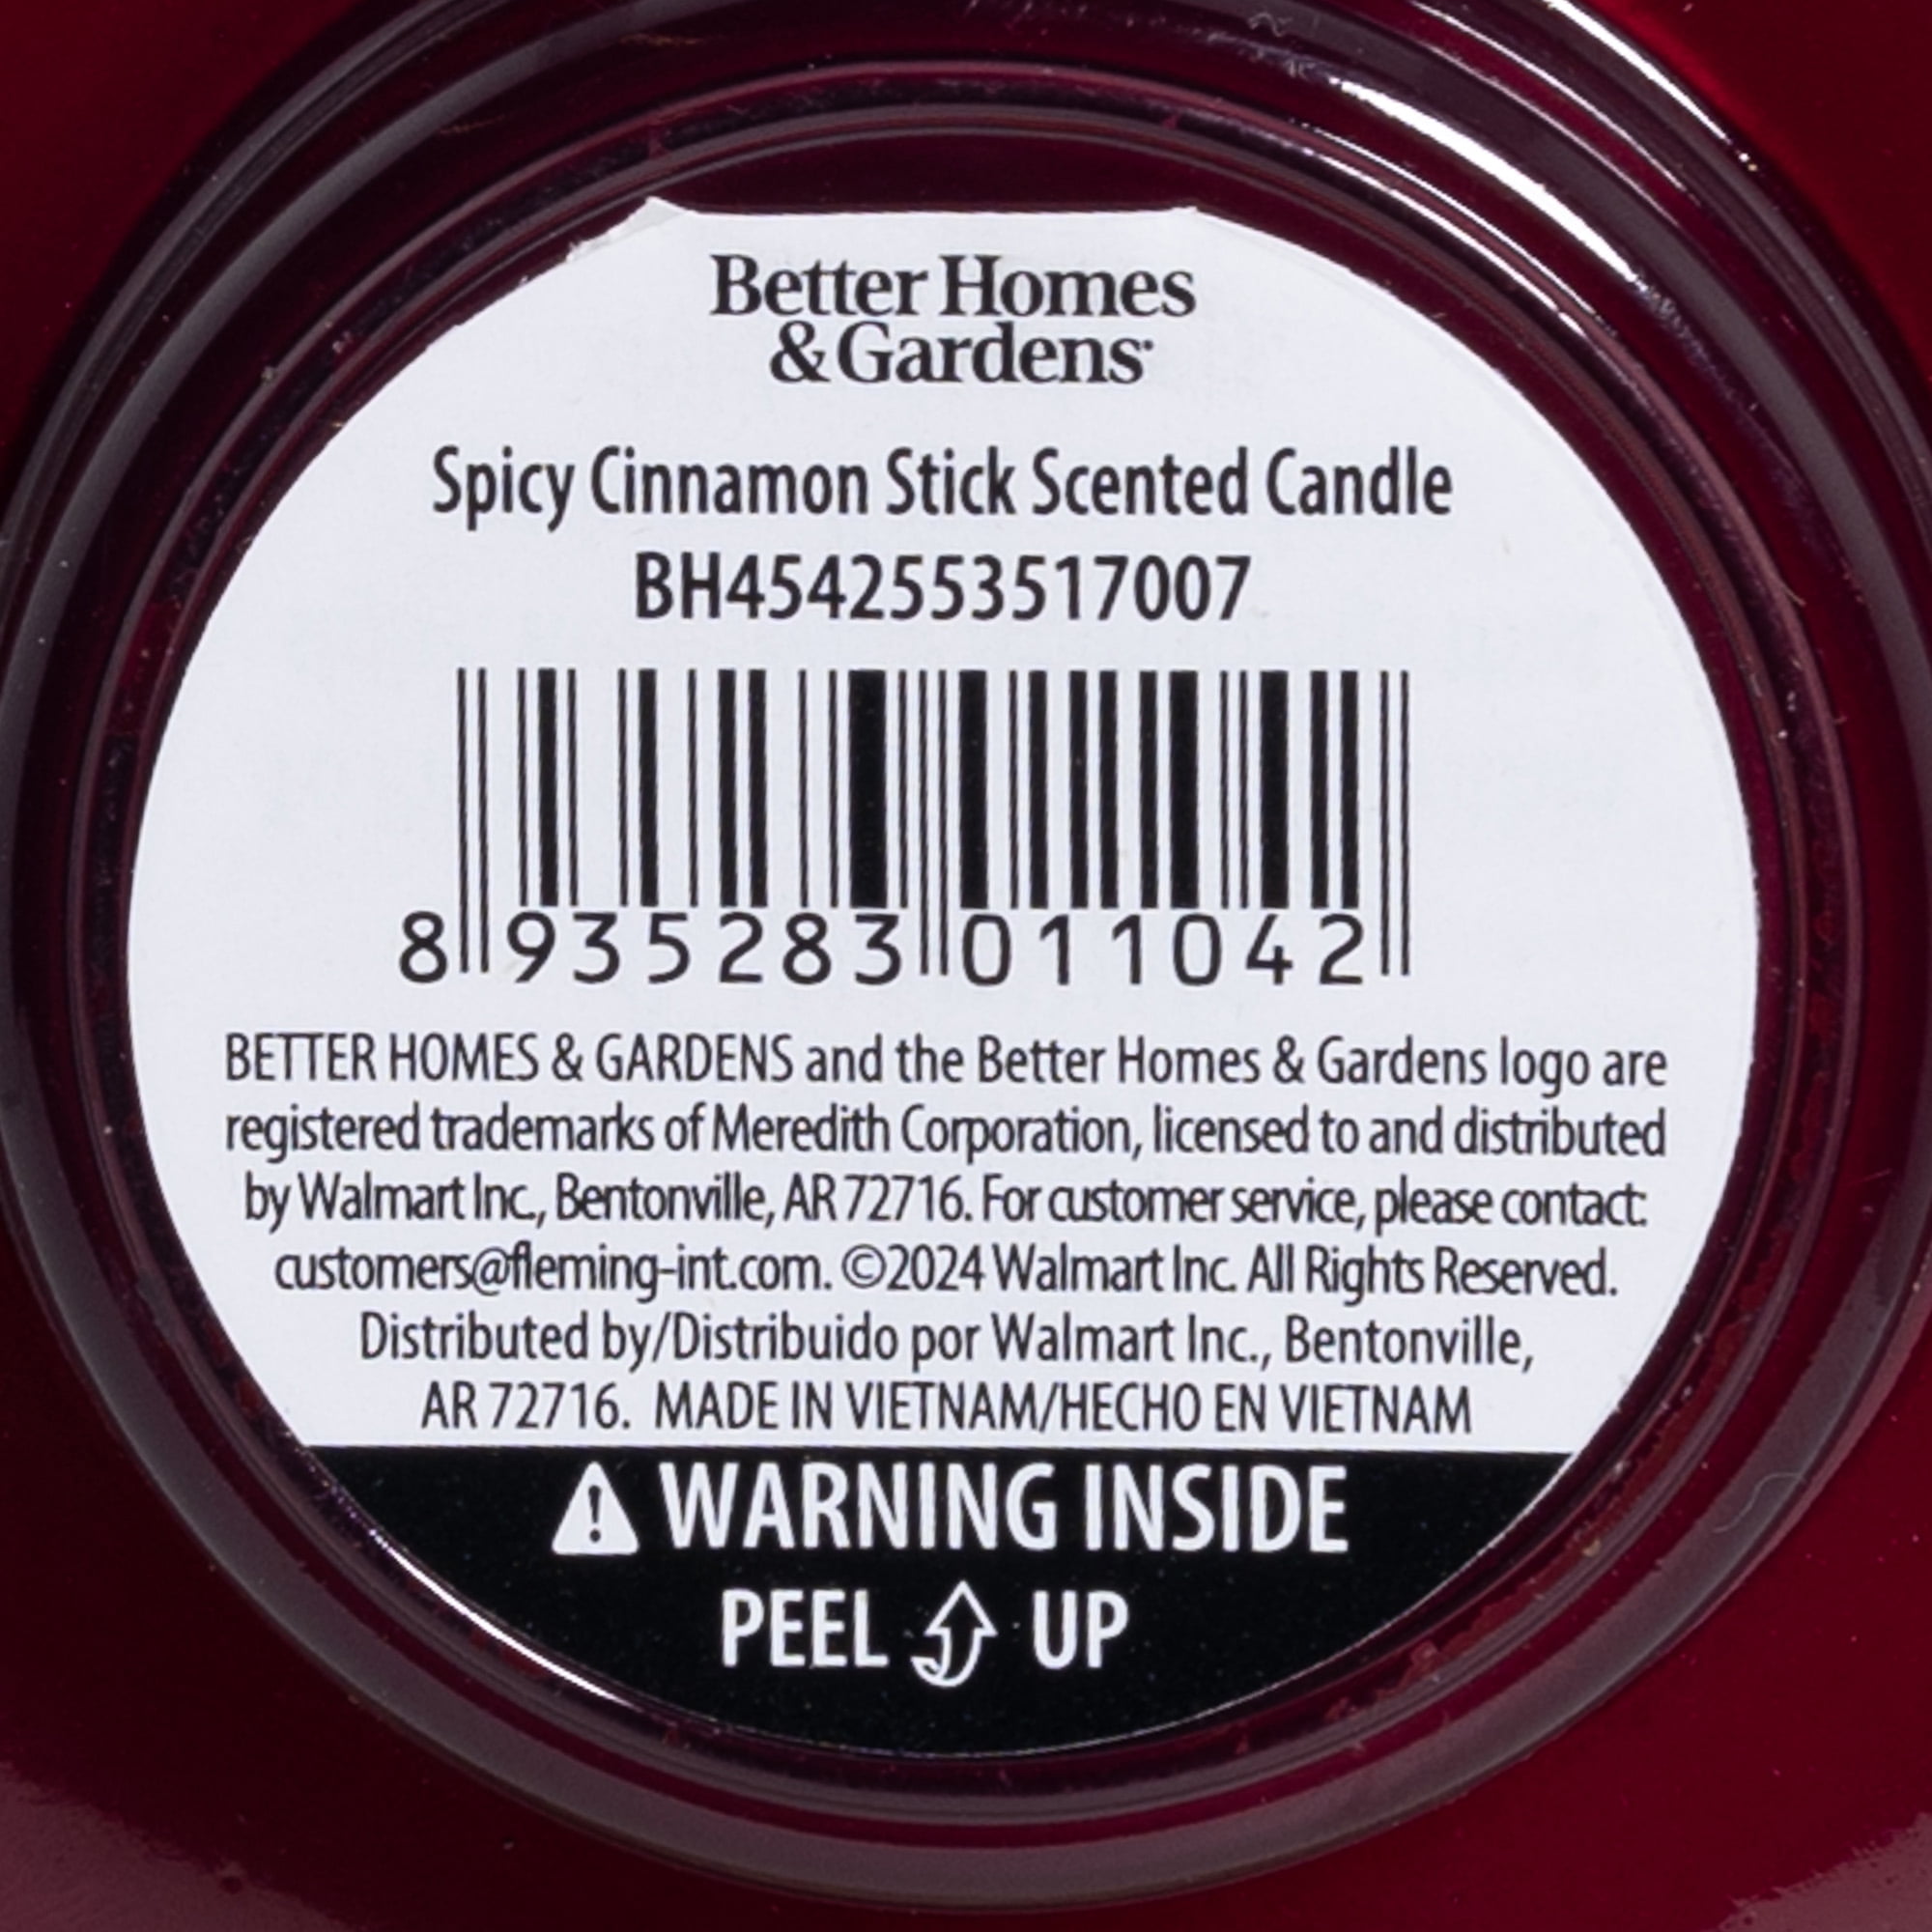 Better Homes
& Gardens
Spicy Cinnamon Stick Scented Candle
BH4542553517007
8 935283 011042
BETTER HOMES & GARDENS and the Better Homes & Gardens logo are
registered trademarks of Meredith Corporation, licensed to and distributed
by Walmart Inc., Bentonville, AR 72716. For customer service, please contact:
customers@fleming-int.com. ©2024 Walmart Inc. All Rights Reserved.
Distributed by/Distribuido por Walmart Inc., Bentonville,
AR 72716. MADE IN VIETNAM/HECHO EN VIETNAM
WARNING INSIDE
PEEL UP